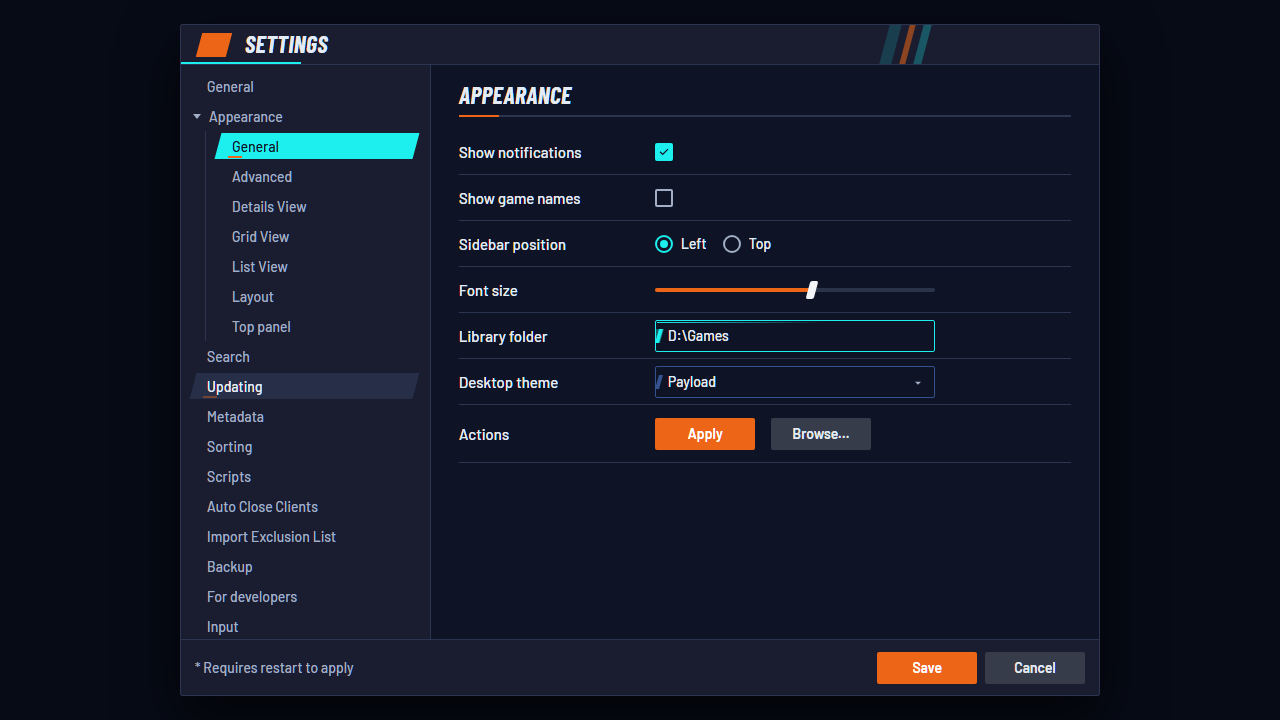 SETTINGS
General
Appearance
General
Advanced
Details View
Grid View
List View
Layout
Top panel
Search
Updating
Metadata
Sorting
Scripts
Auto Close Clients
Import Exclusion List
Backup
For developers
Input
APPEARANCE
Show notifications
Show game names
Sidebar position Left Top
Font size
Library folder D:\Games
Desktop theme Payload
Actions Apply Browse...
* Requires restart to apply
Save Cancel